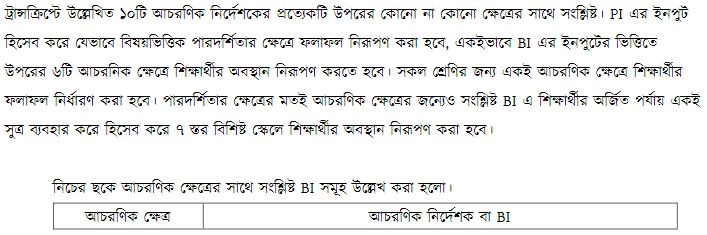 ট্রান্সক্রিপ্টে উল্লেখিত ১০টি আচরণিক নির্দেশকের প্রত্যেকটি উপরের কোনো না কোনো ক্ষেত্রের সাথে সংশ্লিষ্ট। PI এর ইনপুট
হিসেব করে যেভাবে বিষয়ভিত্তিক পারদর্শিতার ক্ষেত্রে ফলাফল নিরূপণ করা হবে, একইভাবে BI এর ইনপুটের ভিত্তিতে
উপরের ৬টি আচরনিক ক্ষেত্রে শিক্ষার্থীর অবস্থান নিরূপণ করতে হবে। সকল শ্রেণির জন্য একই আচরণিক ক্ষেত্রে শিক্ষার্থীর
ফলাফল নির্ধারণ করা হবে। পারদর্শিতার ক্ষেত্রের মতই আচরণিক ক্ষেত্রের জন্যেও সংশ্লিষ্ট BI এ শিক্ষার্থীর অর্জিত পর্যায় একই
সুত্র ব্যবহার করে হিসেব করে ৭ স্তর বিশিষ্ট স্কেলে শিক্ষার্থীর অবস্থান নিরূপণ করা হবে।
নিচের ছকে আচরণিক ক্ষেত্রের সাথে সংশ্লিষ্ট BI সমূহ উল্লেখ করা হলো।
আচরণিক ক্ষেত্র আচরণিক নির্দেশক বা BI